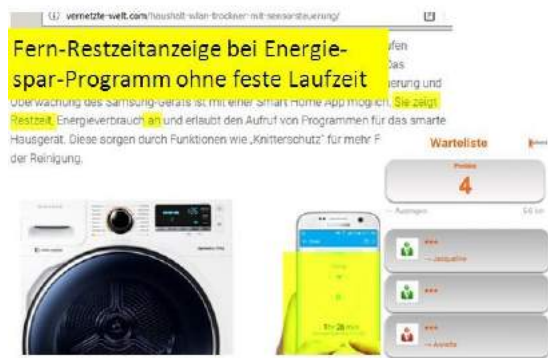 vernetzte-welt.com/haushalt-wlan-trockner-mit-sensorsteuerung/
Fern-Restzeitanzeige bei Energie-
spar-Programm ohne feste Laufzeit
ufen
Das
erung und
Überwachung des Samsung-Geräts ist mit einer Smart Home App möglich. Sie zeigt
Restzeit, Energieverbrauch an und erlaubt den Aufruf von Programmen für das smarte
Hausgerät. Diese sorgen durch Funktionen wie „Knitterschutz" für mehr F
der Reinigung.
Warteliste
Position
4
Jacqueline
Annette